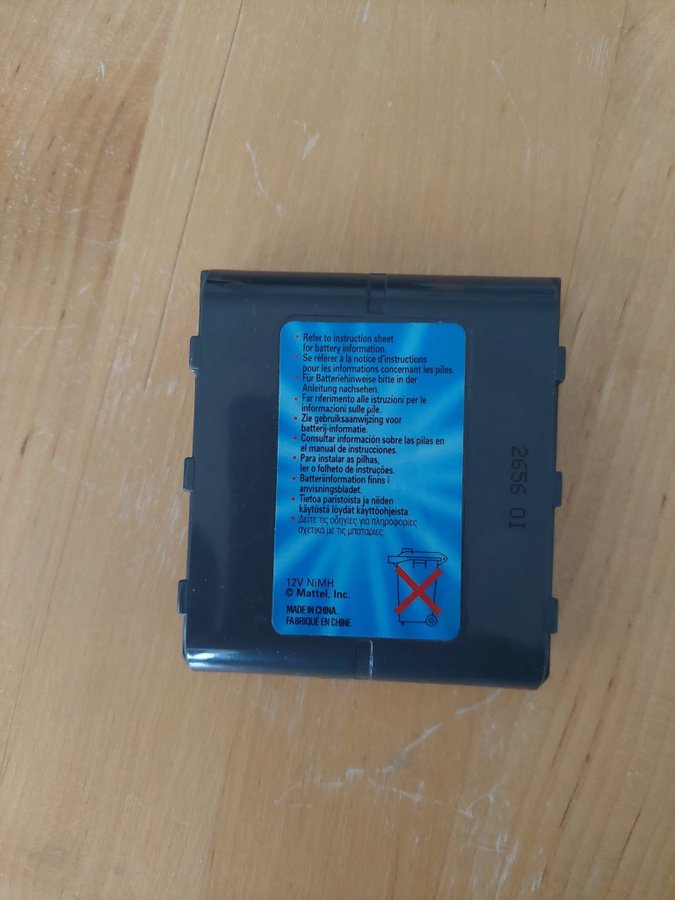 • Refer to instruction sheet
for battery information.
• Se référer a la notice d'instructions
pour les informations concernant les piles.
• Für Batteriehinweise bitte in der
Anleitung nachsehen.
• Far riferimento alle istruzioni per le
informazioni sulle pile.
• Zie gebruiksaanwijzing voor
batterij-informatie.
• Consultar información sobre las pilas en
el manual de instrucciones.
• Para instalar as pilhas,
ler o folheto de instruções.
• Batteriinformation finns i
anvisningsbladet.
• Tietoa paristoista ja niiden
käytöstä löydät käyttöohjeista.
• Δείτε τις οδηγίες για πληροφορίες
σχετικά με τις μπαταρίες.
12V NiMH
© Mattel, Inc.
MADE IN CHINA.
FABRIQUÉ EN CHINE
2656 OI